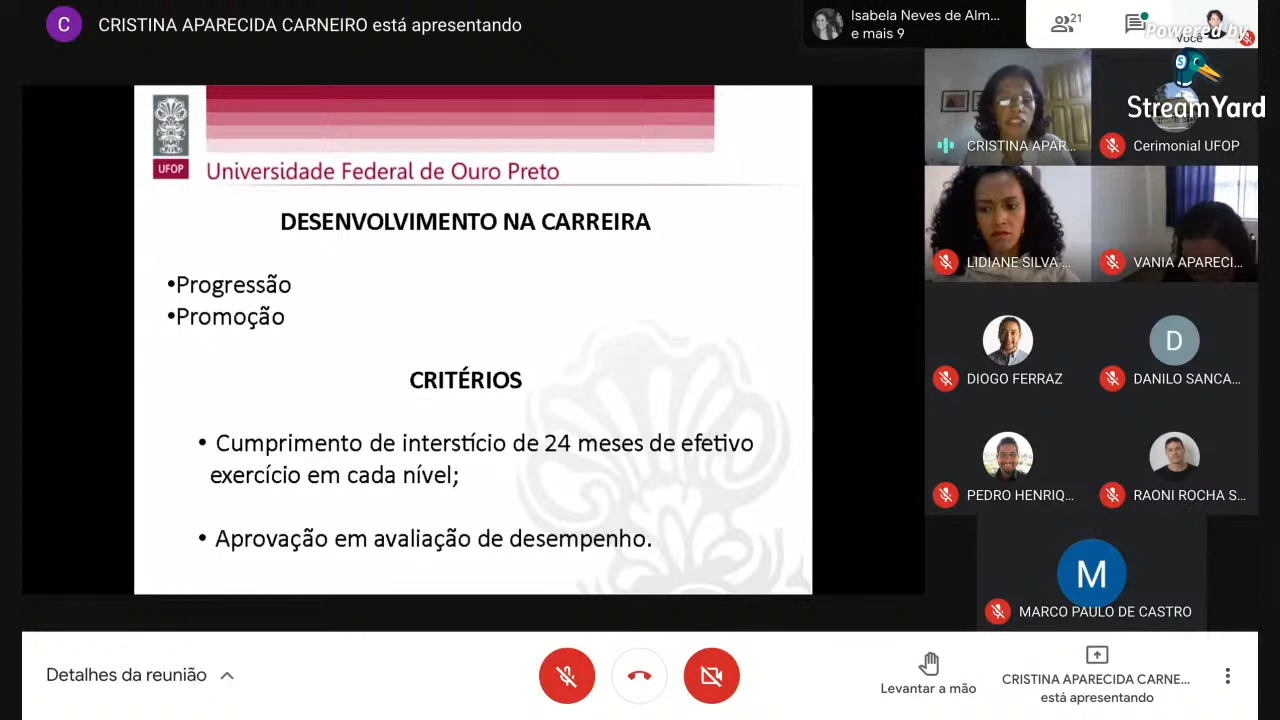 C
CRISTINA APARECIDA CARNEIRO está apresentando
Isabela Neves de Alm...
e mais 9
21
Você
Powered by
StreamYard
UFOP
Universidade Federal de Ouro Preto
DESENVOLVIMENTO NA CARREIRA
•Progressão
•Promoção
CRITÉRIOS
• Cumprimento de interstício de 24 meses de efetivo
exercício em cada nível;
• Aprovação em avaliação de desempenho.
CRISTINA APAR...
Cerimonial UFOP
LIDIANE SILVA ...
VANIA APARECI...
DIOGO FERRAZ
D
DANILO SANCA...
PEDRO HENRIQ...
RAONI ROCHA S...
M
MARCO PAULO DE CASTRO
Detalhes da reunião
Levantar a mão
CRISTINA APARECIDA CARNE...
está apresentando